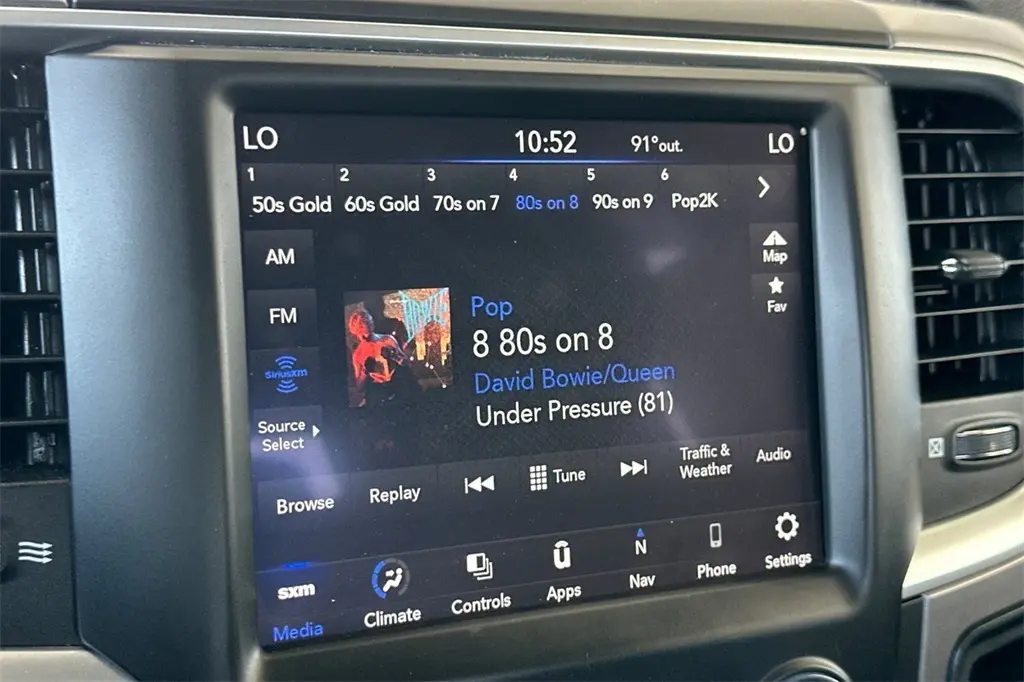 LO 10:52 91°out. LO
1 2 3 4 5 6
50s Gold 60s Gold 70s on 7 80s on 8 90s on 9 Pop2K
AM
Map
FM
Fav
Pop
8 80s on 8
SiriusXM
David Bowie/Queen
Under Pressure (81)
Source
Select
Browse Replay Tune
Traffic &
Weather
Audio
sxm
Media Climate Controls
ū
Apps
N
Nav Phone Settings